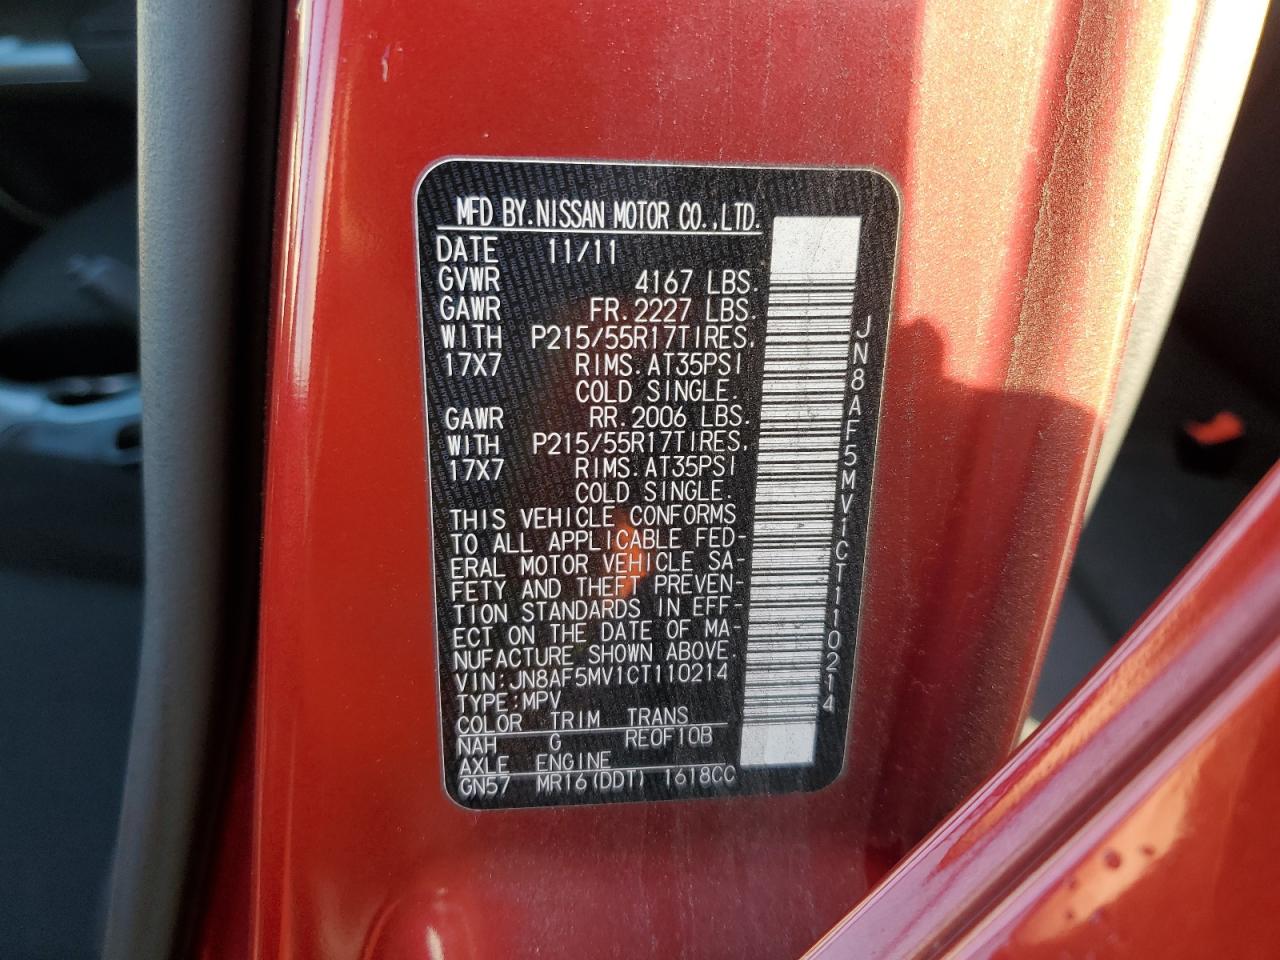 MFD BY.NISSAN MOTOR CO.,LTD.
DATE 11/11
GVWR 4167 LBS.
GAWR FR.2227 LBS.
WITH P215/55R17TIRES.
17X7 RIMS.AT35PSI
COLD SINGLE.
GAWR RR.2006 LBS.
WITH P215/55R17TIRES.
17X7 RIMS.AT35PSI
COLD SINGLE.
THIS VEHICLE CONFORMS
TO ALL APPLICABLE FED-
ERAL MOTOR VEHICLE SA-
FETY AND THEFT PREVEN-
TION STANDARDS IN EFF-
ECT ON THE DATE OF MA-
NUFACTURE SHOWN ABOVE.
VIN:JN8AF5MV1CT110214
TYPE:MPV
COLOR TRIM TRANS
NAH G RE0F10B
AXLE ENGINE
GN57 MR16(DDT) 1618CC
JN8AF5MV1CT110214